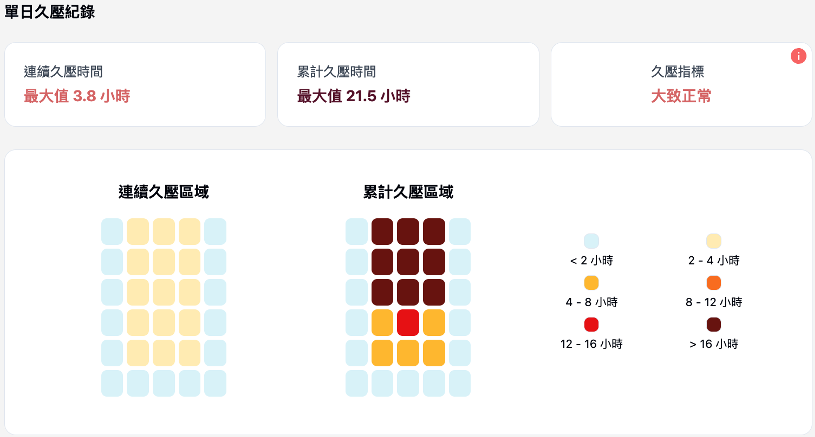 單日久壓紀錄
連續久壓時間
最大值 3.8 小時
累計久壓時間
最大值 21.5 小時
久壓指標
大致正常
連續久壓區域
累計久壓區域
< 2 小時
2 - 4 小時
4 - 8 小時
8 - 12 小時
12 - 16 小時
> 16 小時